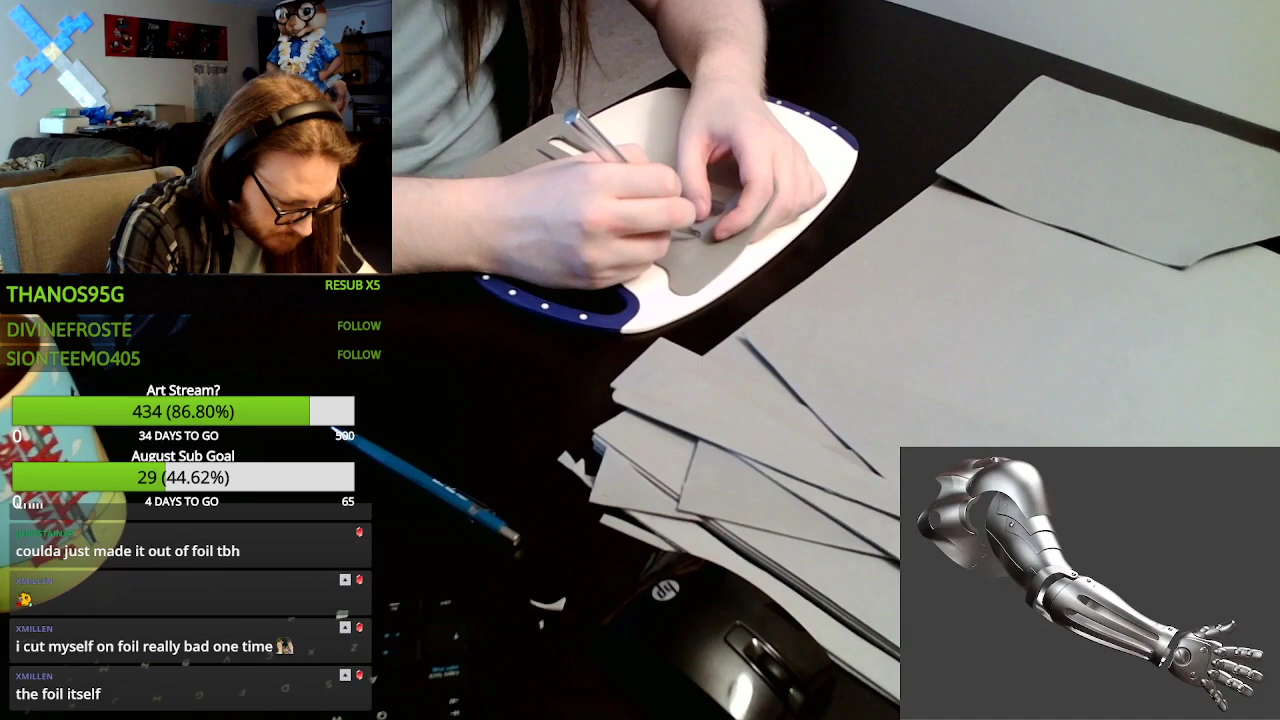 THANOS95G
RESUB X5
DIVINEFROSTE
FOLLOW
SIONTEEMO405
FOLLOW
Art Stream?
434 (86.80%)
0
34 DAYS TO GO
500
August Sub Goal
29 (44.62%)
0
4 DAYS TO GO
65
coulda just made it out of foil tbh
XMILLEN
XMILLEN
i cut myself on foil really bad one time
XMILLEN
the foil itself
hp